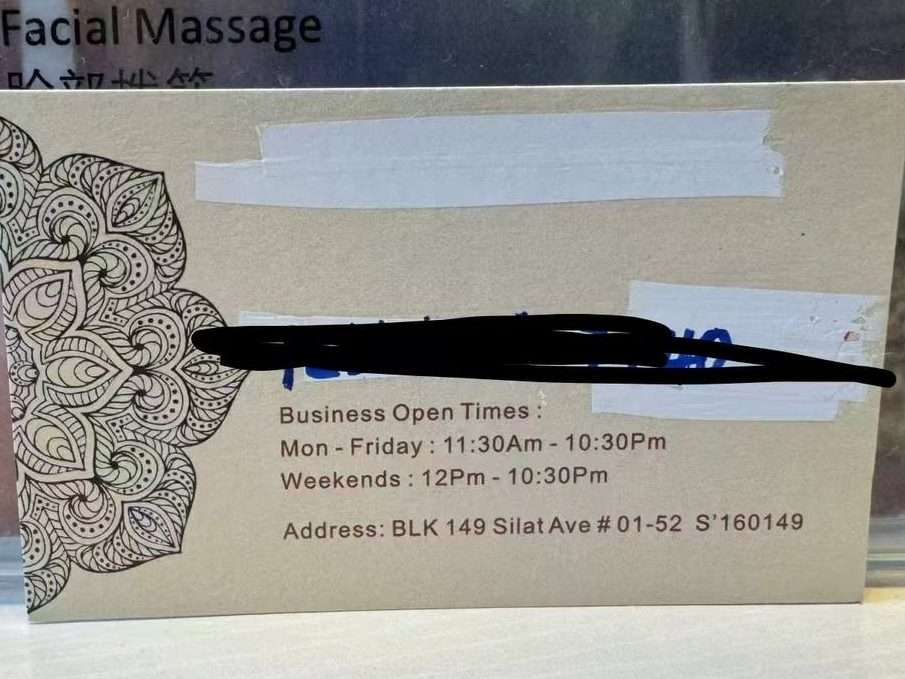 Facial Massage
Business Open Times :
Mon - Friday : 11:30Am - 10:30Pm
Weekends : 12Pm - 10:30Pm
Address: BLK 149 Silat Ave # 01-52 S'160149